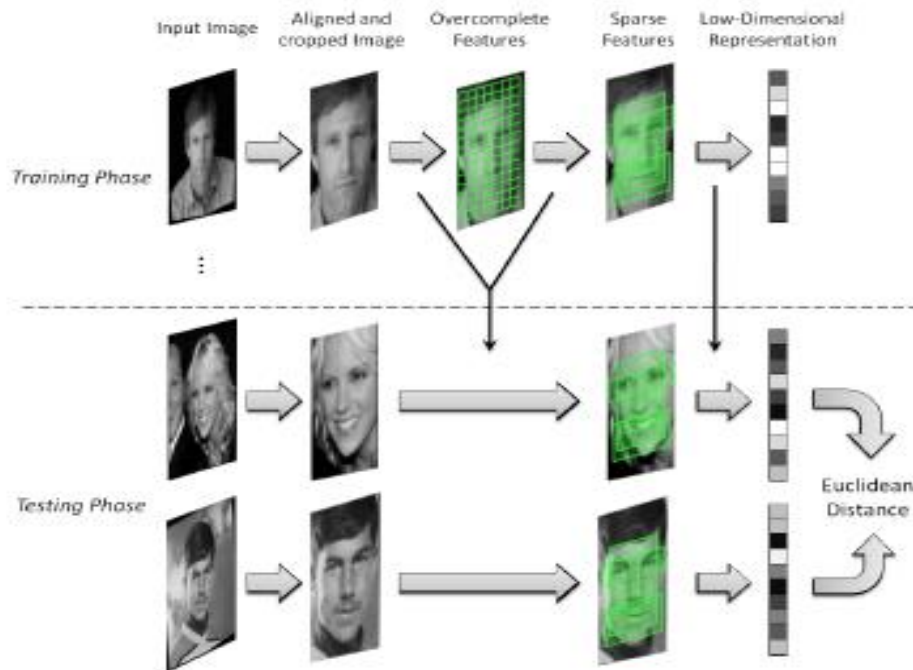 Input Image
Aligned and
cropped Image
Overcomplete
Features
Sparse
Features
Low-Dimensional
Representation
Training Phase
Testing Phase
Euclidean
Distance